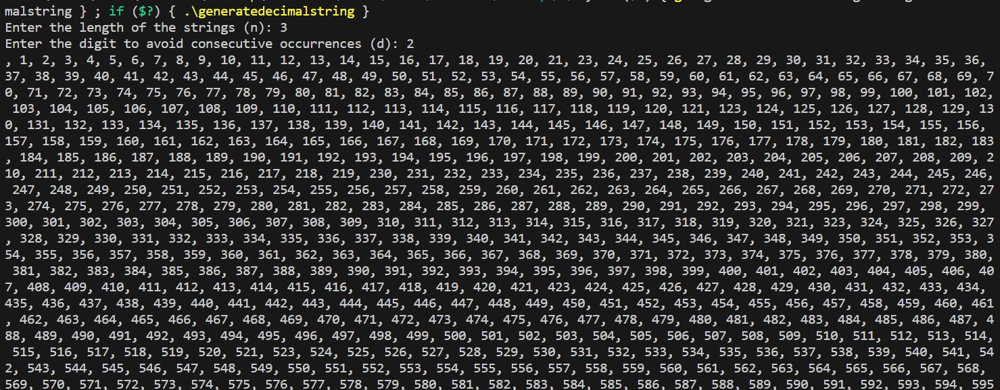 malstring } ; if ($?) { .\generatedecimalstring }
Enter the length of the strings (n): 3
Enter the digit to avoid consecutive occurrences (d): 2
, 1, 2, 3, 4, 5, 6, 7, 8, 9, 10, 11, 12, 13, 14, 15, 16, 17, 18, 19, 20, 21, 23, 24, 25, 26, 27, 28, 29, 30, 31, 32, 33, 34, 35, 36,
37, 38, 39, 40, 41, 42, 43, 44, 45, 46, 47, 48, 49, 50, 51, 52, 53, 54, 55, 56, 57, 58, 59, 60, 61, 62, 63, 64, 65, 66, 67, 68, 69, 7
0, 71, 72, 73, 74, 75, 76, 77, 78, 79, 80, 81, 82, 83, 84, 85, 86, 87, 88, 89, 90, 91, 92, 93, 94, 95, 96, 97, 98, 99, 100, 101, 102,
103, 104, 105, 106, 107, 108, 109, 110, 111, 112, 113, 114, 115, 116, 117, 118, 119, 120, 121, 123, 124, 125, 126, 127, 128, 129, 13
0, 131, 132, 133, 134, 135, 136, 137, 138, 139, 140, 141, 142, 143, 144, 145, 146, 147, 148, 149, 150, 151, 152, 153, 154, 155, 156,
157, 158, 159, 160, 161, 162, 163, 164, 165, 166, 167, 168, 169, 170, 171, 172, 173, 174, 175, 176, 177, 178, 179, 180, 181, 182, 183
, 184, 185, 186, 187, 188, 189, 190, 191, 192, 193, 194, 195, 196, 197, 198, 199, 200, 201, 202, 203, 204, 205, 206, 207, 208, 209, 2
10, 211, 212, 213, 214, 215, 216, 217, 218, 219, 230, 231, 232, 233, 234, 235, 236, 237, 238, 239, 240, 241, 242, 243, 244, 245, 246,
247, 248, 249, 250, 251, 252, 253, 254, 255, 256, 257, 258, 259, 260, 261, 262, 263, 264, 265, 266, 267, 268, 269, 270, 271, 272, 27
3, 274, 275, 276, 277, 278, 279, 280, 281, 282, 283, 284, 285, 286, 287, 288, 289, 290, 291, 292, 293, 294, 295, 296, 297, 298, 299,
300, 301, 302, 303, 304, 305, 306, 307, 308, 309, 310, 311, 312, 313, 314, 315, 316, 317, 318, 319, 320, 321, 323, 324, 325, 326, 327
, 328, 329, 330, 331, 332, 333, 334, 335, 336, 337, 338, 339, 340, 341, 342, 343, 344, 345, 346, 347, 348, 349, 350, 351, 352, 353, 3
54, 355, 356, 357, 358, 359, 360, 361, 362, 363, 364, 365, 366, 367, 368, 369, 370, 371, 372, 373, 374, 375, 376, 377, 378, 379, 380,
381, 382, 383, 384, 385, 386, 387, 388, 389, 390, 391, 392, 393, 394, 395, 396, 397, 398, 399, 400, 401, 402, 403, 404, 405, 406, 40
7, 408, 409, 410, 411, 412, 413, 414, 415, 416, 417, 418, 419, 420, 421, 423, 424, 425, 426, 427, 428, 429, 430, 431, 432, 433, 434,
435, 436, 437, 438, 439, 440, 441, 442, 443, 444, 445, 446, 447, 448, 449, 450, 451, 452, 453, 454, 455, 456, 457, 458, 459, 460, 461
, 462, 463, 464, 465, 466, 467, 468, 469, 470, 471, 472, 473, 474, 475, 476, 477, 478, 479, 480, 481, 482, 483, 484, 485, 486, 487, 4
88, 489, 490, 491, 492, 493, 494, 495, 496, 497, 498, 499, 500, 501, 502, 503, 504, 505, 506, 507, 508, 509, 510, 511, 512, 513, 514,
515, 516, 517, 518, 519, 520, 521, 523, 524, 525, 526, 527, 528, 529, 530, 531, 532, 533, 534, 535, 536, 537, 538, 539, 540, 541, 54
2, 543, 544, 545, 546, 547, 548, 549, 550, 551, 552, 553, 554, 555, 556, 557, 558, 559, 560, 561, 562, 563, 564, 565, 566, 567, 568,
569, 570, 571, 572, 573, 574, 575, 576, 577, 578, 579, 580, 581, 582, 583, 584, 585, 586, 587, 588, 589, 590, 591, 592, 593, 594, 595